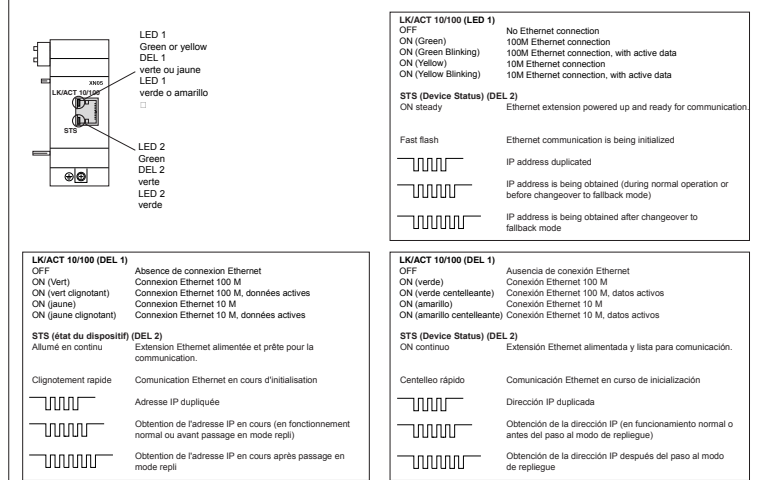 LED 1
Green or yellow
DEL 1
verte ou jaune
LED 1
verde o amarillo
XN05
LK/ACT 10/100
STS
LED 2
Green
DEL 2
verte
LED 2
verde
LK/ACT 10/100 (LED 1)
OFF No Ethernet connection
ON (Green) 100M Ethernet connection
ON (Green Blinking) 100M Ethernet connection, with active data
ON (Yellow) 10M Ethernet connection
ON (Yellow Blinking) 10M Ethernet connection, with active data
STS (Device Status) (DEL 2)
ON steady Ethernet extension powered up and ready for communication.
Fast flash Ethernet communication is being initialized
IP address duplicated
IP address is being obtained (during normal operation or
before changeover to fallback mode)
IP address is being obtained after changeover to
fallback mode
LK/ACT 10/100 (DEL 1)
OFF Absence de connexion Ethernet
ON (Vert) Connexion Ethernet 100 M
ON (vert clignotant) Connexion Ethernet 100 M, données actives
ON (jaune) Connexion Ethernet 10 M
ON (jaune clignotant) Connexion Ethernet 10 M, données actives
STS (état du dispositif) (DEL 2)
Allumé en continu Extension Ethernet alimentée et prête pour la
communication.
Clignotement rapide Comunication Ethernet en cours d'initialisation
Adresse IP dupliquée
Obtention de l'adresse IP en cours (en fonctionnement
normal ou avant passage en mode repli)
Obtention de l'adresse IP en cours après passage en
mode repli
LK/ACT 10/100 (DEL 1)
OFF Ausencia de conexión Ethernet
ON (verde) Conexión Ethernet 100 M
ON (verde centelleante) Conexión Ethernet 100 M, datos activos
ON (amarillo) Conexión Ethernet 10 M
ON (amarillo centelleante) Conexión Ethernet 10 M, datos activos
STS (Device Status) (DEL 2)
ON continuo Extensión Ethernet alimentada y lista para comunicación.
Centelleo rápido Comunicación Ethernet en curso de inicialización
Dirección IP duplicada
Obtención de la dirección IP (en funcionamiento normal o
antes del paso al modo de repliegue)
Obtención de la dirección IP después del paso al modo
de repliegue